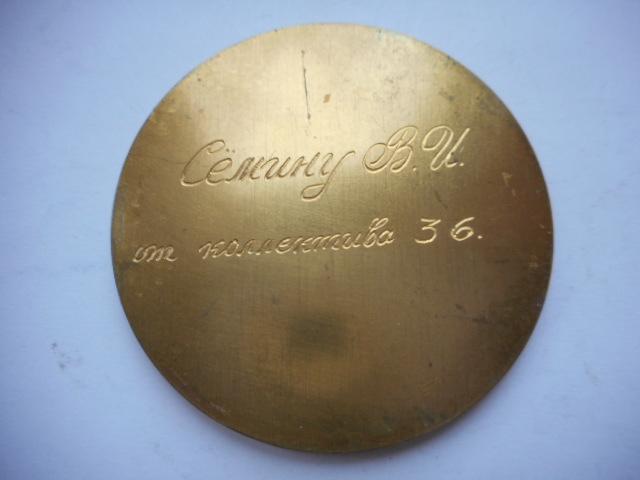 Сёмину В.И.
от коллектива 36.